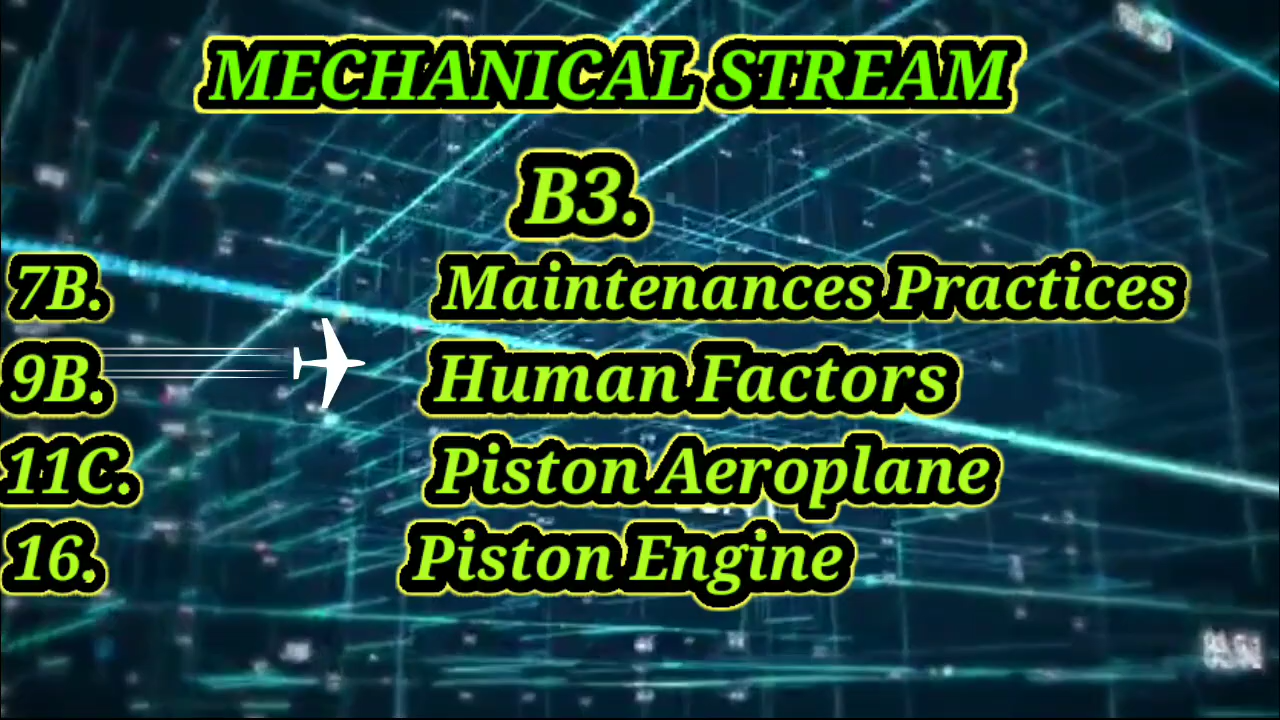 MECHANICAL STREAM
B3.
7B. Maintenances Practices
9B. Human Factors
11C. Piston Aeroplane
16. Piston Engine